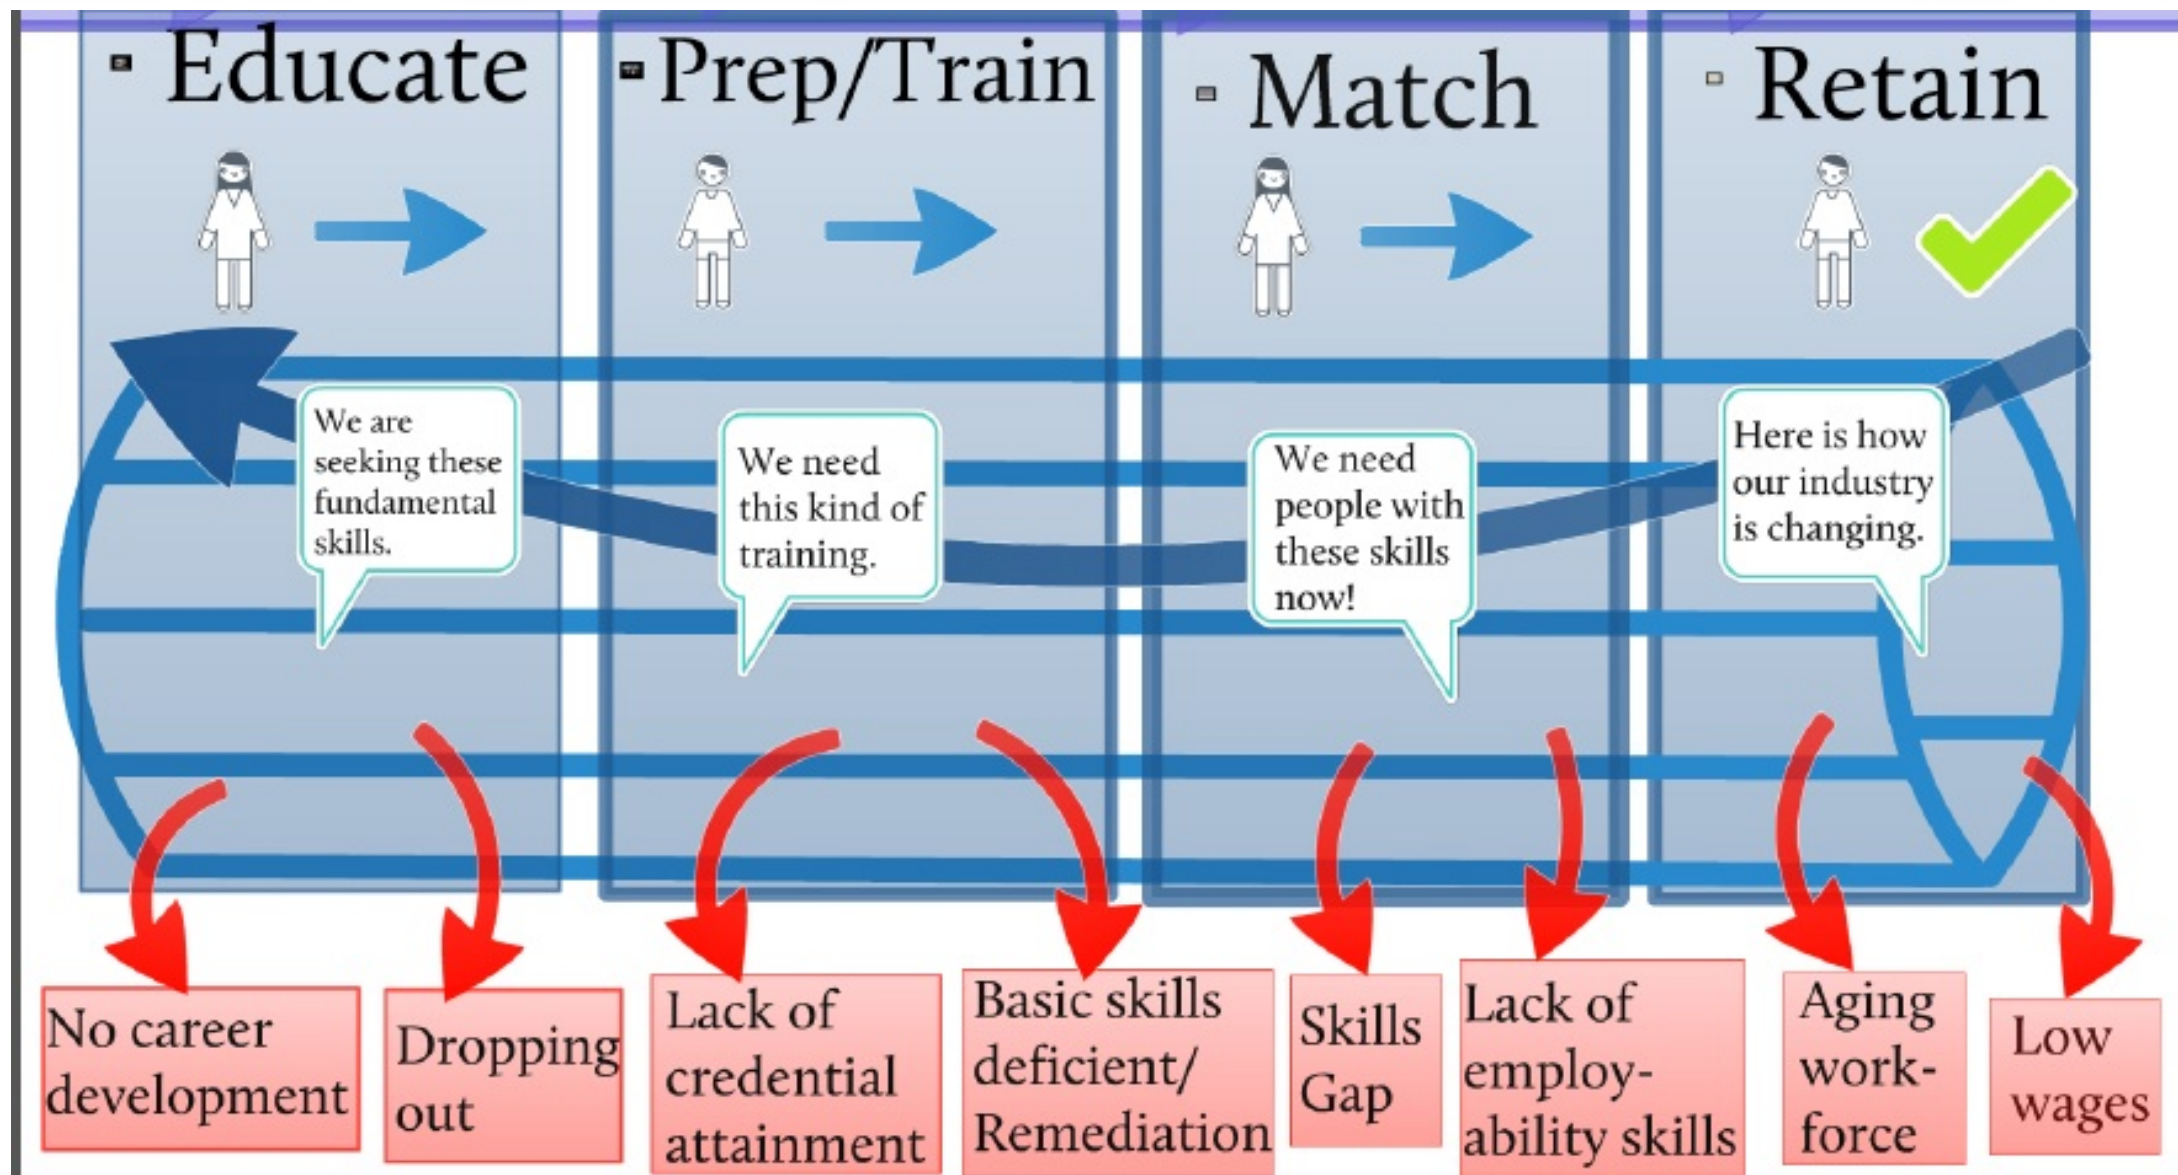 Educate
Prep/Train
Match
Retain
We are
seeking these
fundamental
skills.
We need
this kind of
training.
We need
people with
these skills
now!
Here is how
our industry
is changing.
No career
development
Dropping
out
Lack of
credential
attainment
Basic skills
deficient/
Remediation
Skills
Gap
Lack of
employ-
ability skills
Aging
work-
force
Low
wages